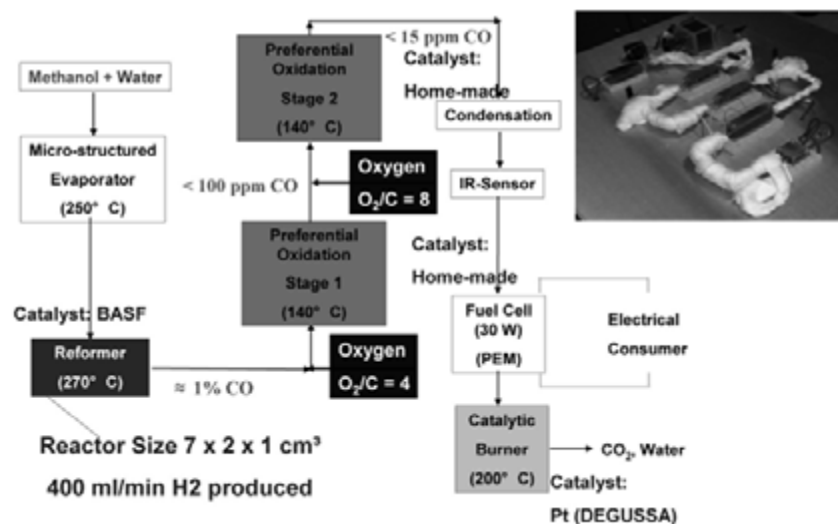 Methanol + Water
Micro-structured
Evaporator
(250° C)
Catalyst: BASF
Reformer
(270° C)
≈ 1% CO
Reactor Size 7 x 2 x 1 cm³
400 ml/min H2 produced
Oxygen
O₂/C = 4
Preferential
Oxidation
Stage 1
(140° C)
< 100 ppm CO
Oxygen
O₂/C = 8
Preferential
Oxidation
Stage 2
(140° C)
< 15 ppm CO
Catalyst:
Home-made
Condensation
IR-Sensor
Catalyst:
Home-made
Fuel Cell
(30 W)
(PEM)
Electrical
Consumer
Catalytic
Burner
(200° C)
CO₂, Water
Catalyst:
Pt (DEGUSSA)